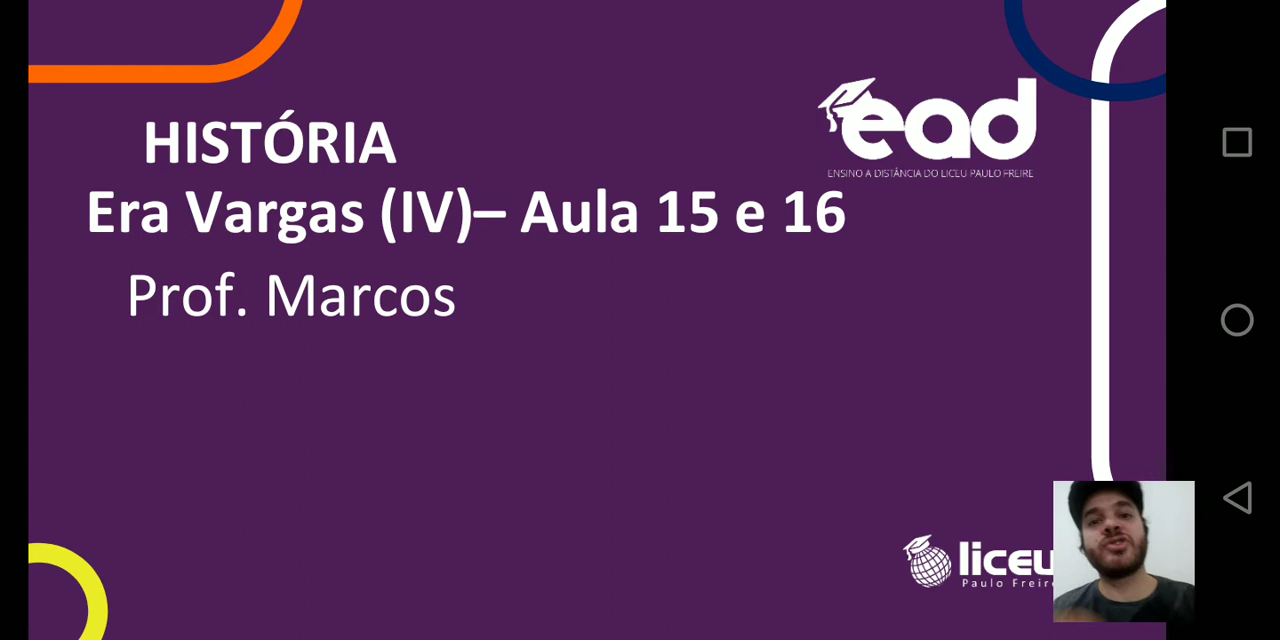 HISTÓRIA
ead
ENSINO A DISTÂNCIA DO LICEU PAULO FREIRE
Era Vargas (IV)– Aula 15 e 16
Prof. Marcos
liceu
Paulo Freire